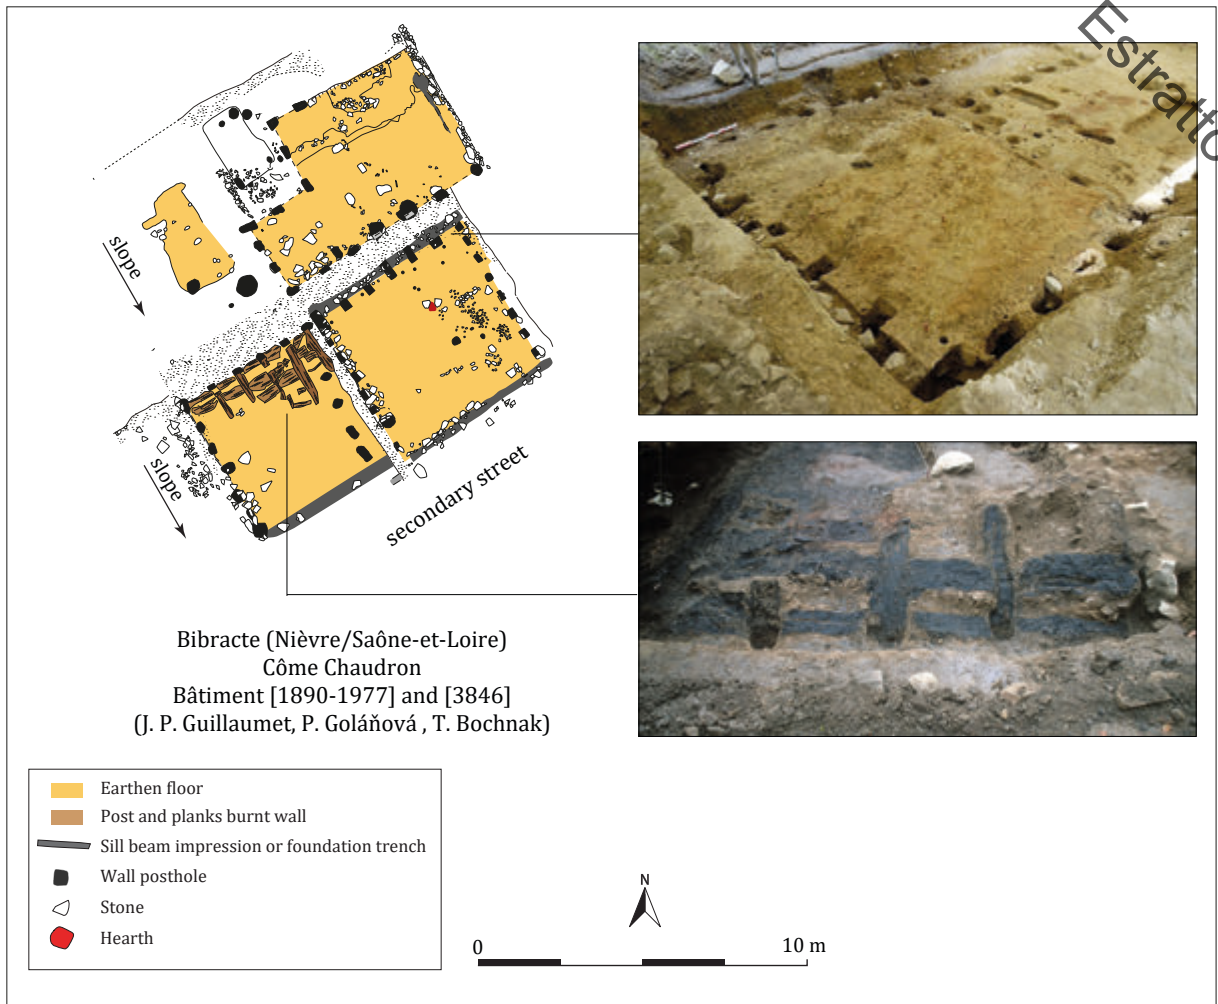 Estratto
slope
slope
secondary street
Bibracte (Nièvre/Saône-et-Loire)
Côme Chaudron
Bâtiment [1890-1977] and [3846]
(J. P. Guillaumet, P. Goláňová , T. Bochnak)
Earthen floor
Post and planks burnt wall
Sill beam impression or foundation trench
Wall posthole
Stone
Hearth
N
0 10 m